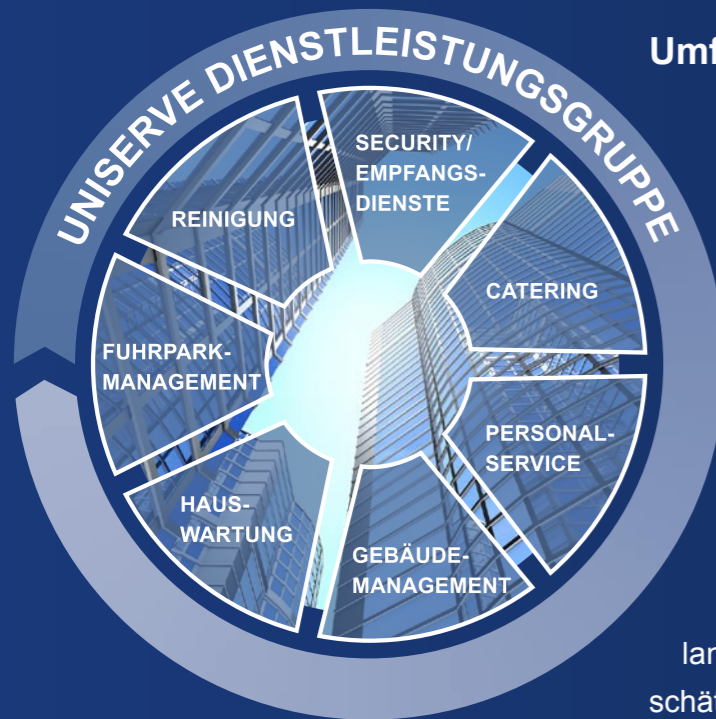 UNISERVE DIENSTLEISTUNGSGRUPPE
SECURITY/
EMPFANGS-
DIENSTE
REINIGUNG
CATERING
FUHRPARK-
MANAGEMENT
PERSONAL-
SERVICE
HAUS-
WARTUNG
GEBÄUDE-
MANAGEMENT